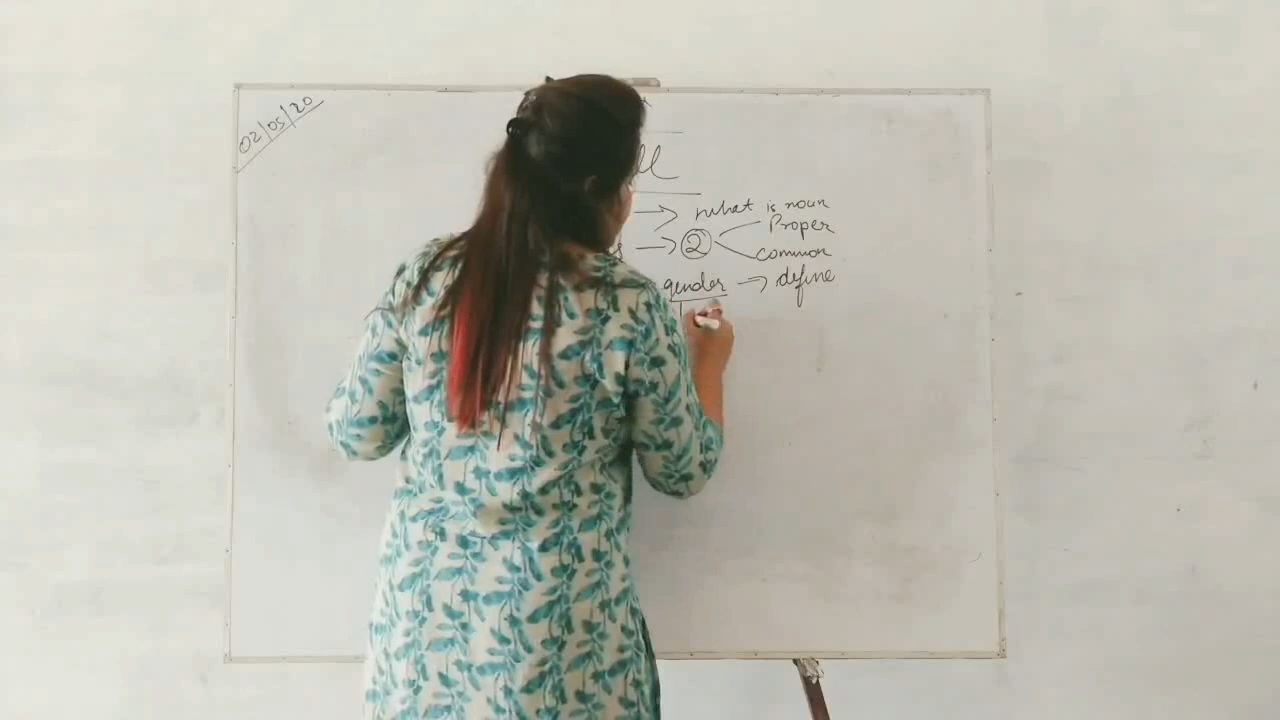 02/05/20
→ what is noun
→ ② Proper
common
gender → define